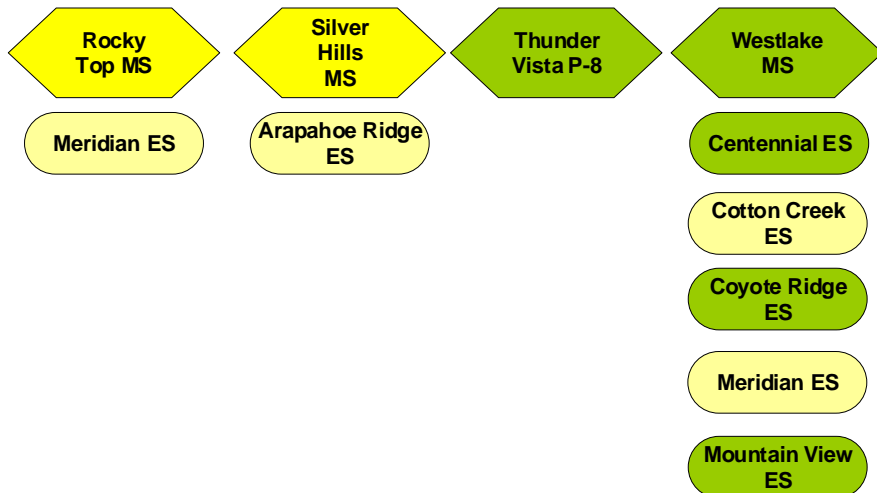 Rocky
Top MS
Silver
Hills
MS
Thunder
Vista P-8
Westlake
MS
Meridian ES
Arapahoe Ridge
ES
Centennial ES
Cotton Creek
ES
Coyote Ridge
ES
Meridian ES
Mountain View
ES